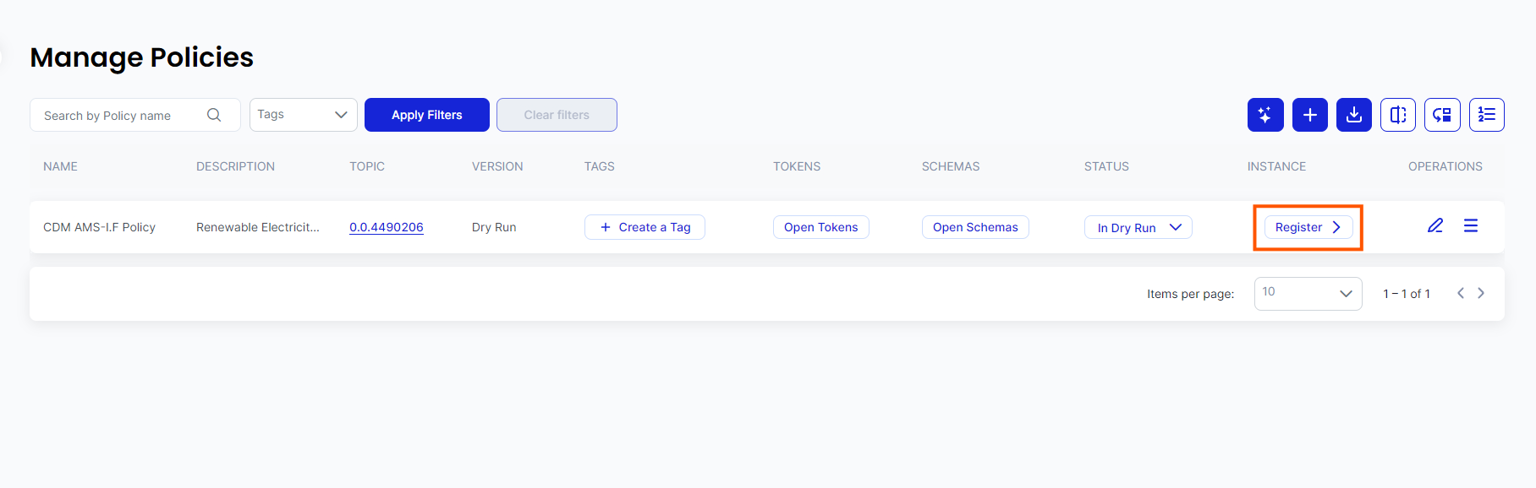 Manage Policies
Search by Policy name Tags Apply Filters Clear filters
NAME DESCRIPTION TOPIC VERSION TAGS TOKENS SCHEMAS STATUS INSTANCE OPERATIONS
CDM AMS-I.F Policy Renewable Electricit... 0.0.4490206 Dry Run + Create a Tag Open Tokens Open Schemas In Dry Run Register
Items per page: 10 1 – 1 of 1